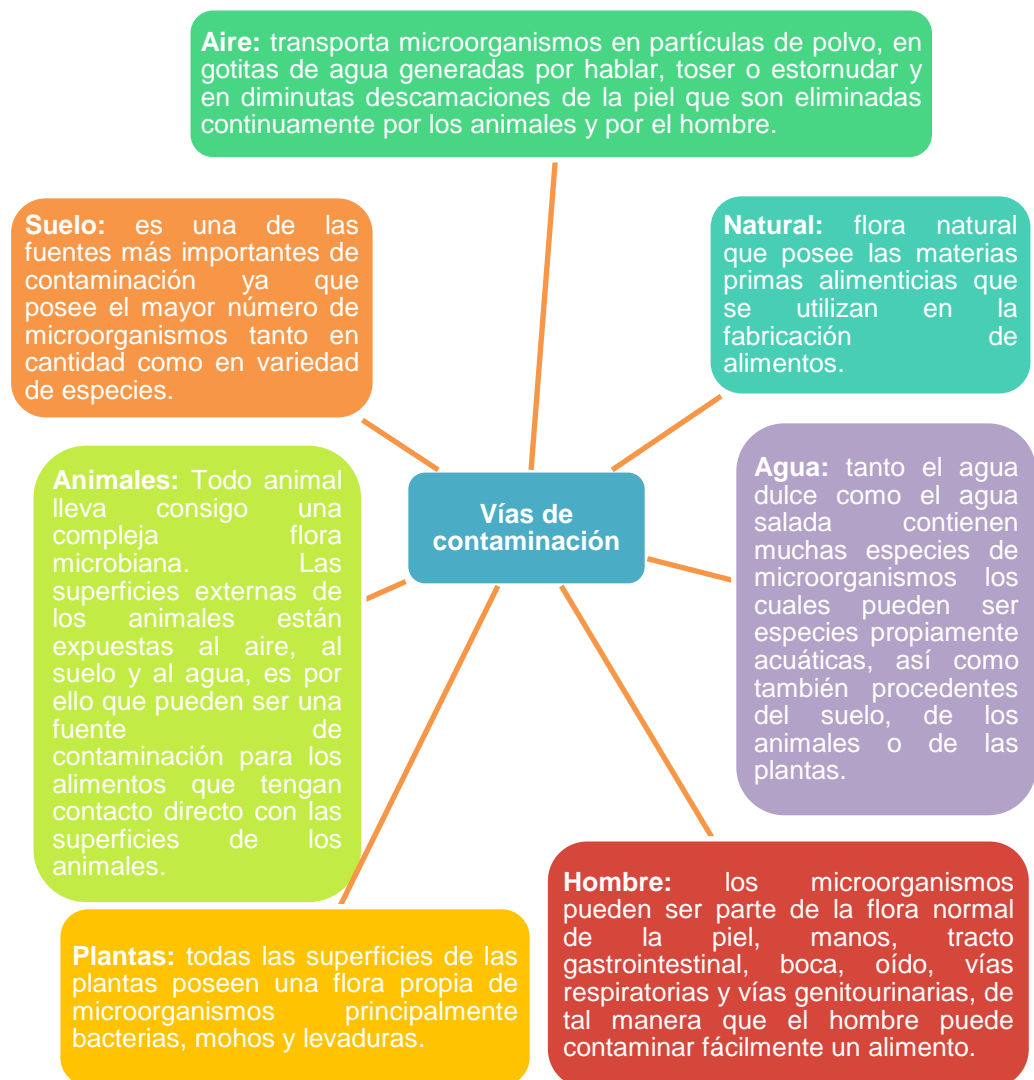 Aire: transporta microorganismos en partículas de polvo, en
gotitas de agua generadas por hablar, toser o estornudar y
en diminutas descamaciones de la piel que son eliminadas
continuamente por los animales y por el hombre.
Suelo: es una de las
fuentes más importantes de
contaminación ya que
posee el mayor número de
microorganismos tanto en
cantidad como en variedad
de especies.
Natural: flora natural
que posee las materias
primas alimenticias que
se utilizan en la
fabricación de
alimentos.
Animales: Todo animal
lleva consigo una
compleja flora
microbiana. Las
superficies externas de
los animales están
expuestas al aire, al
suelo y al agua, es por
ello que pueden ser una
fuente de
contaminación para los
alimentos que tengan
contacto directo con las
superficies de los
animales.
Vías de
contaminación
Agua: tanto el agua
dulce como el agua
salada contienen
muchas especies de
microorganismos los
cuales pueden ser
especies propiamente
acuáticas, así como
también procedentes
del suelo, de los
animales o de las
plantas.
Plantas: todas las superficies de las
plantas poseen una flora propia de
microorganismos principalmente
bacterias, mohos y levaduras.
Hombre: los microorganismos
pueden ser parte de la flora normal
de la piel, manos, tracto
gastrointestinal, boca, oído, vías
respiratorias y vías genitourinarias, de
tal manera que el hombre puede
contaminar fácilmente un alimento.